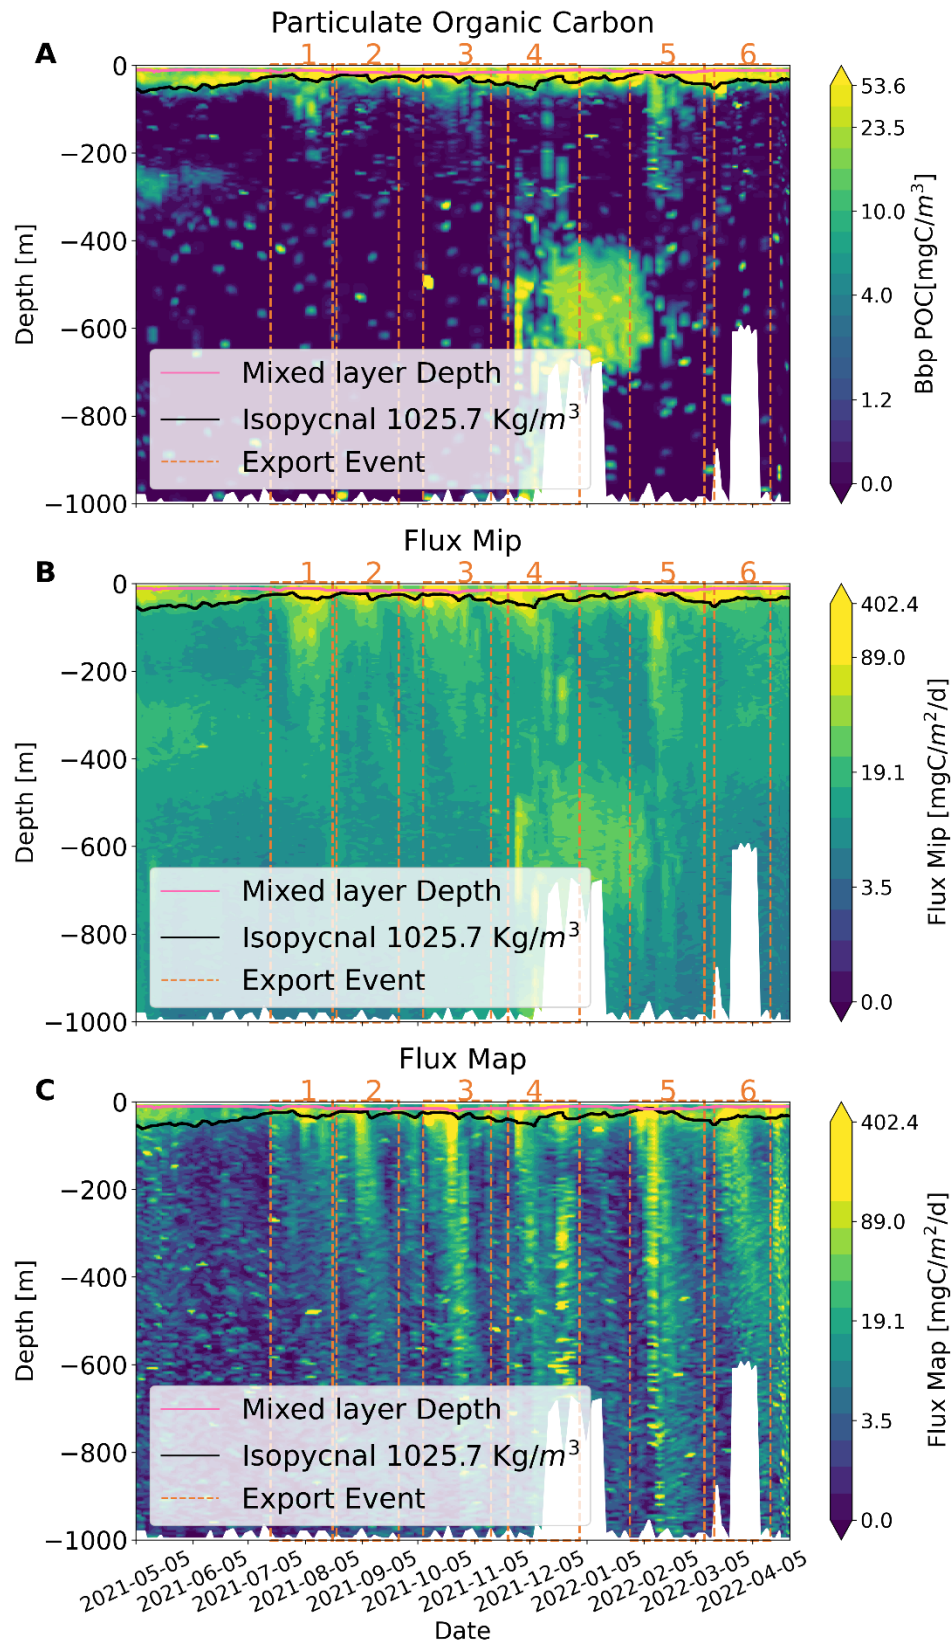 Particulate Organic Carbon
A
1 2 3 4 5 6
0
−200
−400
−600
−800
−1000
Depth [m]
Mixed layer Depth
Isopycnal 1025.7 Kg/m³
Export Event
53.6
23.5
10.0
4.0
1.2
0.0
Bbp POC[mgC/m³]
Flux Mip
B
1 2 3 4 5 6
0
−200
−400
−600
−800
−1000
Depth [m]
Mixed layer Depth
Isopycnal 1025.7 Kg/m³
Export Event
402.4
89.0
19.1
3.5
0.0
Flux Mip [mgC/m²/d]
Flux Map
C
1 2 3 4 5 6
0
−200
−400
−600
−800
−1000
Depth [m]
Mixed layer Depth
Isopycnal 1025.7 Kg/m³
Export Event
402.4
89.0
19.1
3.5
0.0
Flux Map [mgC/m²/d]
2021-05-05
2021-06-05
2021-07-05
2021-08-05
2021-09-05
2021-10-05
2021-11-05
2021-12-05
2022-01-05
2022-02-05
2022-03-05
2022-04-05
Date